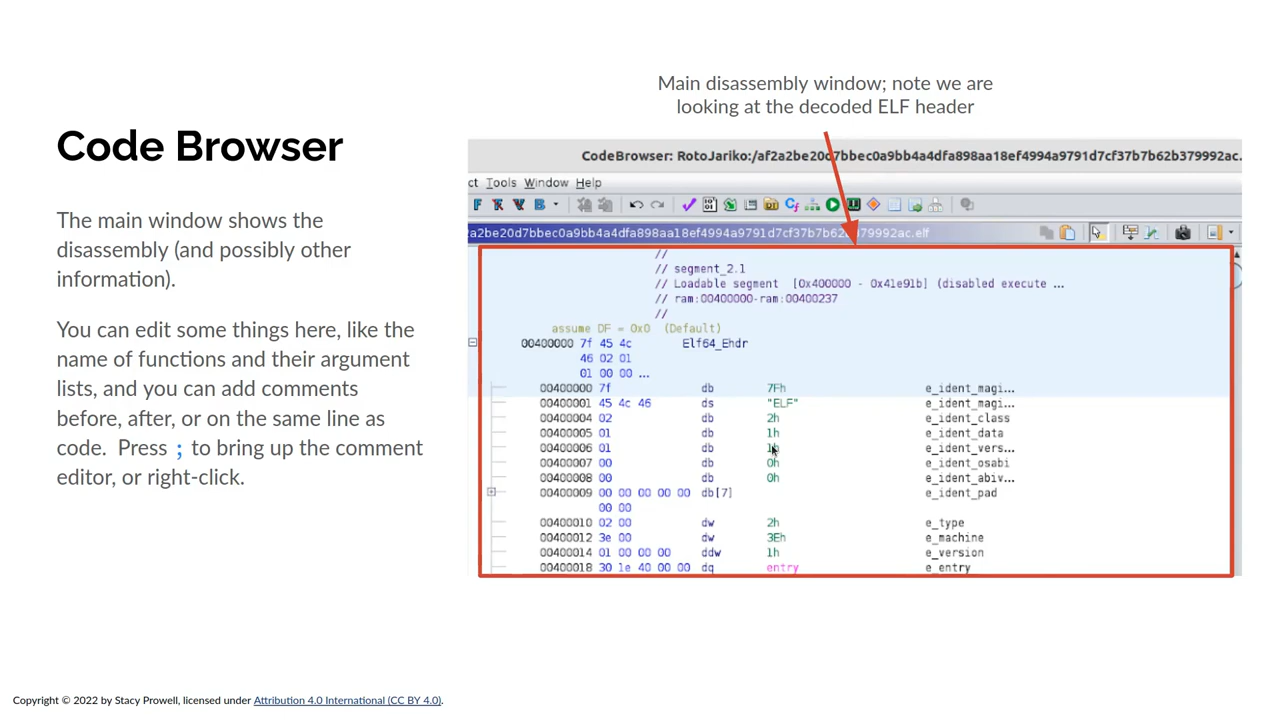 Main disassembly window; note we are
looking at the decoded ELF header
Code Browser
The main window shows the
disassembly (and possibly other
information).
You can edit some things here, like the
name of functions and their argument
lists, and you can add comments
before, after, or on the same line as
code.  Press ; to bring up the comment
editor, or right-click.
CodeBrowser: RotoJariko:/af2a2be20d7bbec0a9bb4a4dfa898aa18ef4994a9791d7cf37b7b62b379992ac.
ct Tools Window Help
F K V B
a2be20d7bbec0a9bb4a4dfa898aa18ef4994a9791d7cf37b7b62b379992ac.elf
//
// segment_2.1
// Loadable segment  [0x400000 - 0x41e91b] (disabled execute ...
// ram:00400000-ram:00400237
//
assume DF = 0x0  (Default)
00400000 7f 45 4c Elf64_Ehdr
46 02 01
01 00 00 ...
00400000 7f db 7Fh e_ident_magi...
00400001 45 4c 46 ds "ELF" e_ident_magi...
00400004 02 db 2h e_ident_class
00400005 01 db 1h e_ident_data
00400006 01 db 1h e_ident_vers...
00400007 00 db 0h e_ident_osabi
00400008 00 db 0h e_ident_abiv...
00400009 00 00 00 00 00 db[7] e_ident_pad
00 00
00400010 02 00 dw 2h e_type
00400012 3e 00 dw 3Eh e_machine
00400014 01 00 00 00 ddw 1h e_version
00400018 30 1e 40 00 00 dq entry e_entry
Copyright © 2022 by Stacy Prowell, licensed under Attribution 4.0 International (CC BY 4.0).